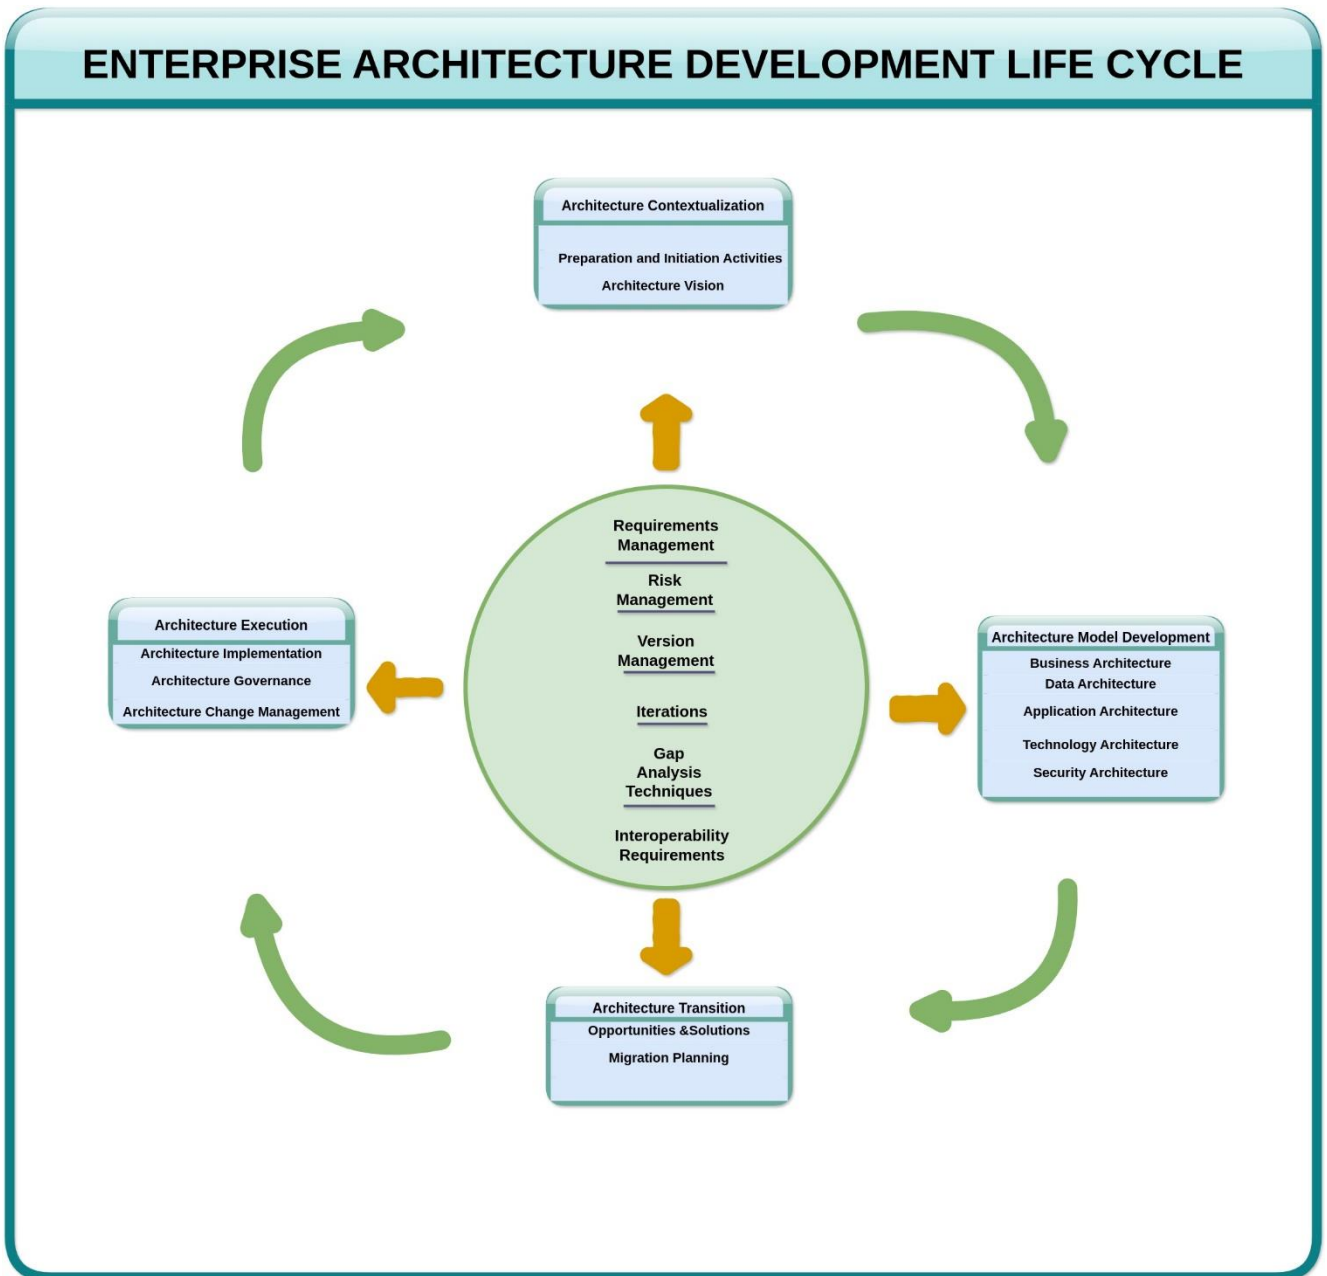 ENTERPRISE ARCHITECTURE DEVELOPMENT LIFE CYCLE
Architecture Contextualization
Preparation and Initiation Activities
Architecture Vision
Requirements
Management
Risk
Management
Version
Management
Iterations
Gap
Analysis
Techniques
Interoperability
Requirements
Architecture Execution
Architecture Implementation
Architecture Governance
Architecture Change Management
Architecture Model Development
Business Architecture
Data Architecture
Application Architecture
Technology Architecture
Security Architecture
Architecture Transition
Opportunities &Solutions
Migration Planning